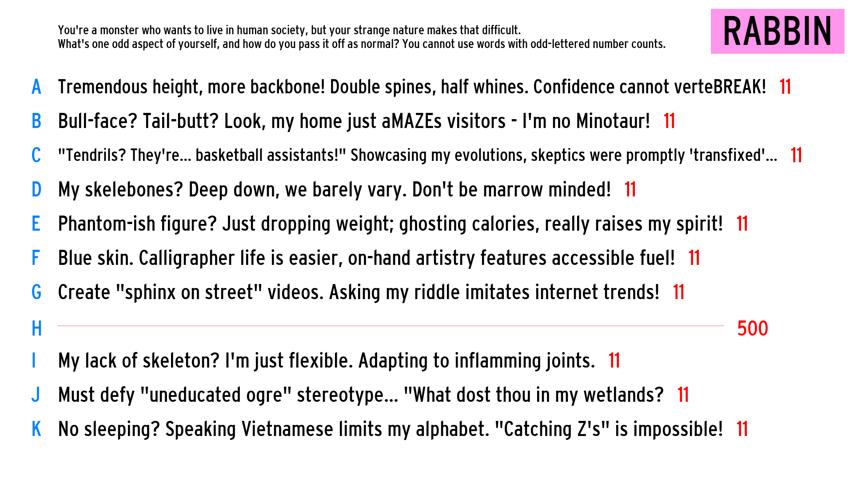 You're a monster who wants to live in human society, but your strange nature makes that difficult.
What's one odd aspect of yourself, and how do you pass it off as normal? You cannot use words with odd-lettered number counts.
RABBIN
A Tremendous height, more backbone! Double spines, half whines. Confidence cannot verteBREAK! 11
B Bull-face? Tail-butt? Look, my home just aMAZEs visitors - I'm no Minotaur! 11
C "Tendrils? They're... basketball assistants!" Showcasing my evolutions, skeptics were promptly 'transfixed'... 11
D My skelebones? Deep down, we barely vary. Don't be marrow minded! 11
E Phantom-ish figure? Just dropping weight; ghosting calories, really raises my spirit! 11
F Blue skin. Calligrapher life is easier, on-hand artistry features accessible fuel! 11
G Create "sphinx on street" videos. Asking my riddle imitates internet trends! 11
H 500
I My lack of skeleton? I'm just flexible. Adapting to inflamming joints. 11
J Must defy "uneducated ogre" stereotype... "What dost thou in my wetlands? 11
K No sleeping? Speaking Vietnamese limits my alphabet. "Catching Z's" is impossible! 11